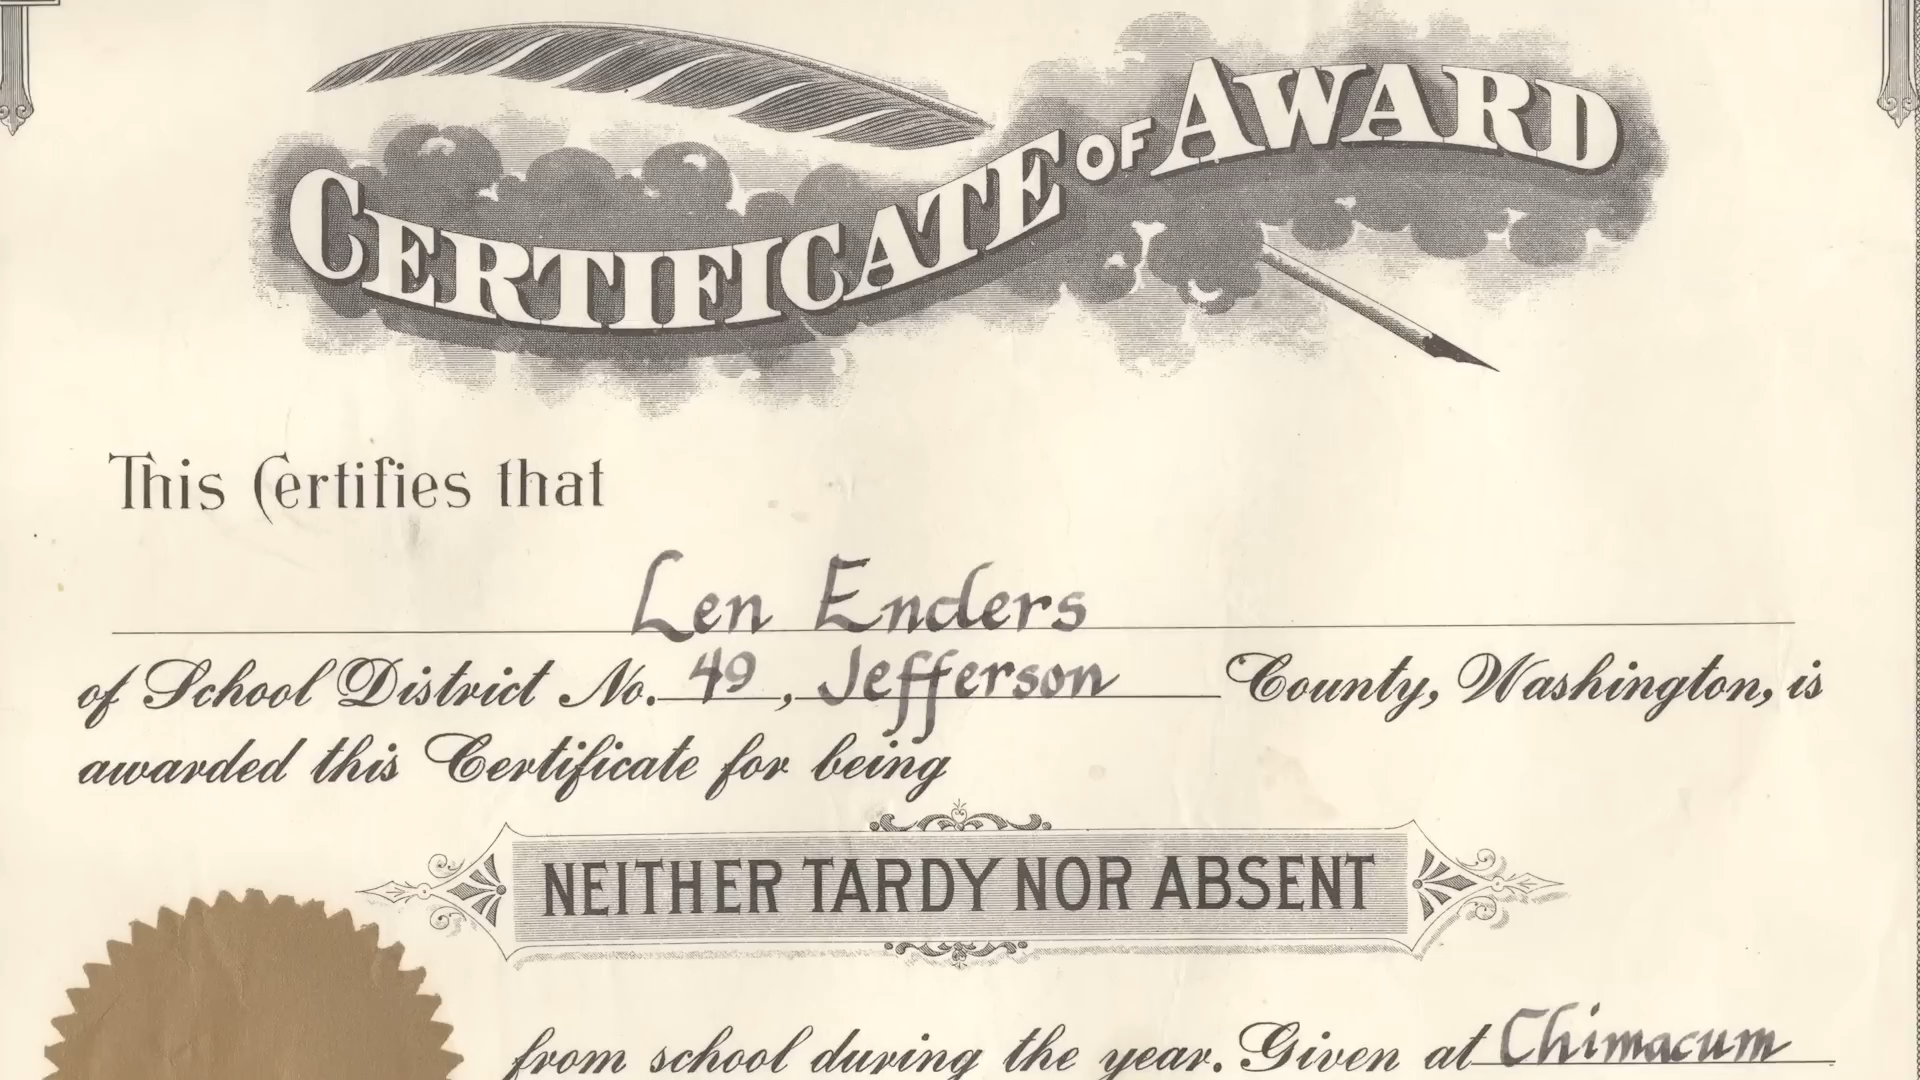 CERTIFICATE OF AWARD
This Certifies that
Len Enders
of School District No. 49, Jefferson County, Washington, is
awarded this Certificate for being
NEITHER TARDY NOR ABSENT
from school during the year. Given at Chimacum